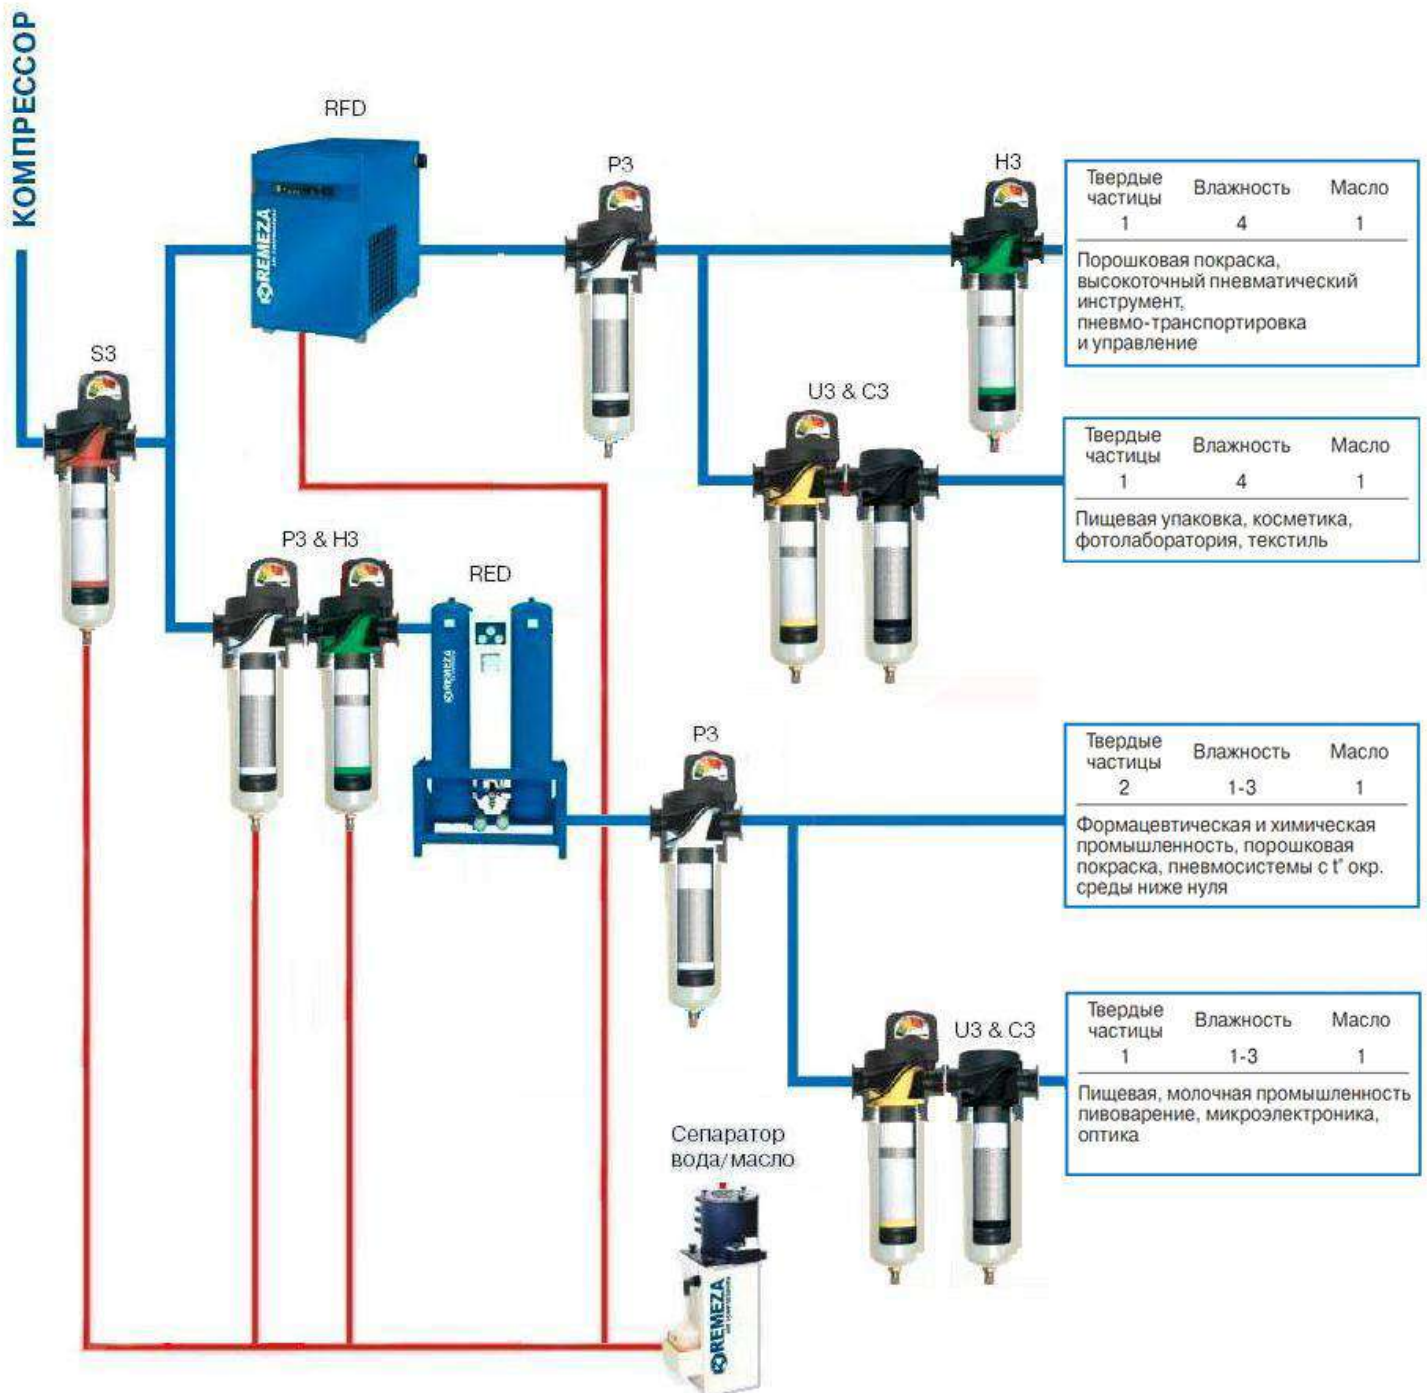 КОМПРЕССОР
RFD
REMEZA
P3
H3
Твердые
частицы
Влажность
Масло
1
4
1
Порошковая покраска,
высокоточный пневматический
инструмент,
пневмо-транспортировка
и управление
S3
U3 & C3
Твердые
частицы
Влажность
Масло
1
4
1
Пищевая упаковка, косметика,
фотолаборатория, текстиль
P3 & H3
RED
REMEZA
P3
Твердые
частицы
Влажность
Масло
2
1-3
1
Формацевтическая и химическая
промышленность, порошковая
покраска, пневмосистемы с t° окр.
среды ниже нуля
U3 & C3
Твердые
частицы
Влажность
Масло
1
1-3
1
Пищевая, молочная промышленность
пивоварение, микроэлектроника,
оптика
Сепаратор
вода/масло
REMEZA